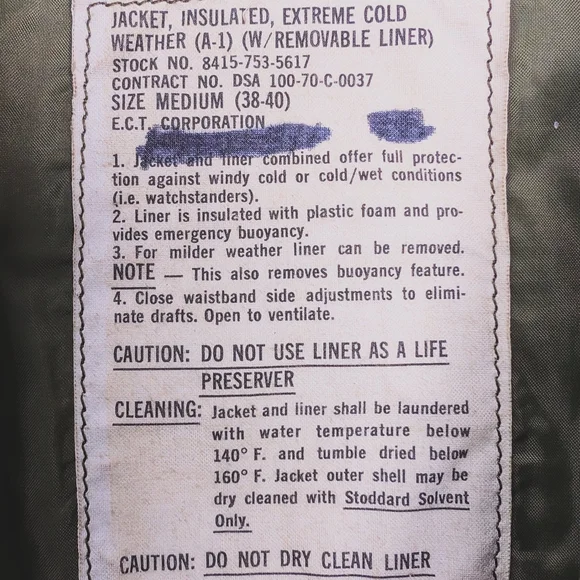 JACKET, INSULATED, EXTREME COLD
WEATHER (A-1) (W/REMOVABLE LINER)
STOCK NO. 8415-753-5617
CONTRACT NO. DSA 100-70-C-0037
SIZE MEDIUM (38-40)
E.C.T. CORPORATION
1. Jacket and liner combined offer full protec-
tion against windy cold or cold/wet conditions
(i.e. watchstanders).
2. Liner is insulated with plastic foam and pro-
vides emergency buoyancy.
3. For milder weather liner can be removed.
NOTE — This also removes buoyancy feature.
4. Close waistband side adjustments to elimi-
nate drafts. Open to ventilate.
CAUTION: DO NOT USE LINER AS A LIFE
PRESERVER
CLEANING: Jacket and liner shall be laundered
with water temperature below
140° F. and tumble dried below
160° F. Jacket outer shell may be
dry cleaned with Stoddard Solvent
Only.
CAUTION: DO NOT DRY CLEAN LINER